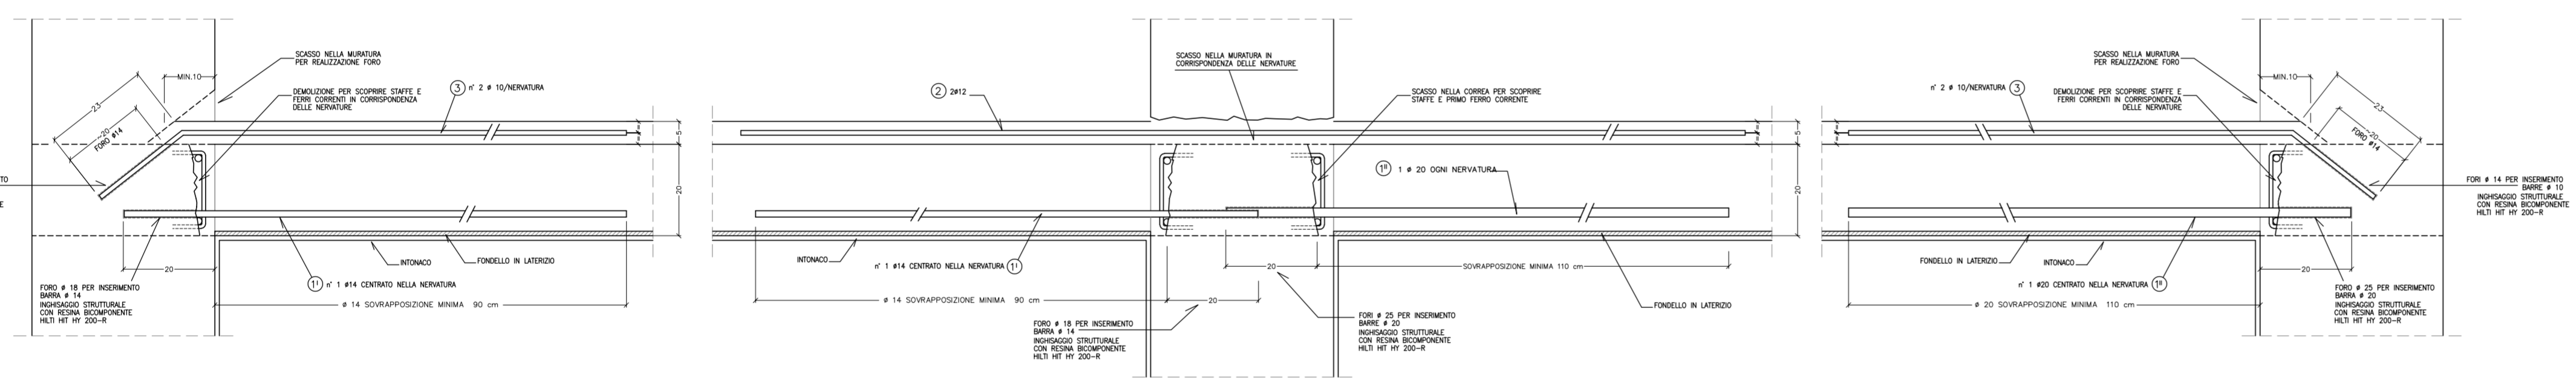 SCASSO NELLA MURATURA
PER REALIZZAZIONE FORO
MIN.10
23
~20
FORO ø14
DEMOLIZIONE PER SCOPRIRE STAFFE E
FERRI CORRENTI IN CORRISPONDENZA
DELLE NERVATURE
3 n° 2 ø 10/NERVATURA
5
20
TO
E
20
INTONACO
FONDELLO IN LATERIZIO
1' n° 1 ø14 CENTRATO NELLA NERVATURA
ø 14 SOVRAPPOSIZIONE MINIMA 90 cm
FORO ø 18 PER INSERIMENTO
BARRA ø 14
INGHISAGGIO STRUTTURALE
CON RESINA BICOMPONENTE
HILTI HIT HY 200-R
SCASSO NELLA MURATURA IN
CORRISPONDENZA DELLE NERVATURE
2 2ø12
SCASSO NELLA CORREA PER SCOPRIRE
STAFFE E PRIMO FERRO CORRENTE
1" 1 ø 20 OGNI NERVATURA
5
20
INTONACO
n° 1 ø14 CENTRATO NELLA NERVATURA 1'
20
SOVRAPPOSIZIONE MINIMA 110 cm
ø 14 SOVRAPPOSIZIONE MINIMA 90 cm
20
FONDELLO IN LATERIZIO
FORO ø 18 PER INSERIMENTO
BARRA ø 14
INGHISAGGIO STRUTTURALE
CON RESINA BICOMPONENTE
HILTI HIT HY 200-R
FORI ø 25 PER INSERIMENTO
BARRE ø 20
INGHISAGGIO STRUTTURALE
CON RESINA BICOMPONENTE
HILTI HIT HY 200-R
SCASSO NELLA MURATURA
PER REALIZZAZIONE FORO
MIN.10
23
~20
FORO ø14
n° 2 ø 10/NERVATURA 3
DEMOLIZIONE PER SCOPRIRE STAFFE E
FERRI CORRENTI IN CORRISPONDENZA
DELLE NERVATURE
FORI ø 14 PER INSERIMENTO
BARRE ø 10
INGHISAGGIO STRUTTURALE
CON RESINA BICOMPONENTE
HILTI HIT HY 200-R
FONDELLO IN LATERIZIO
INTONACO
20
n° 1 ø20 CENTRATO NELLA NERVATURA 1"
ø 20 SOVRAPPOSIZIONE MINIMA 110 cm
FORO ø 25 PER INSERIMENTO
BARRA ø 20
INGHISAGGIO STRUTTURALE
CON RESINA BICOMPONENTE
HILTI HIT HY 200-R